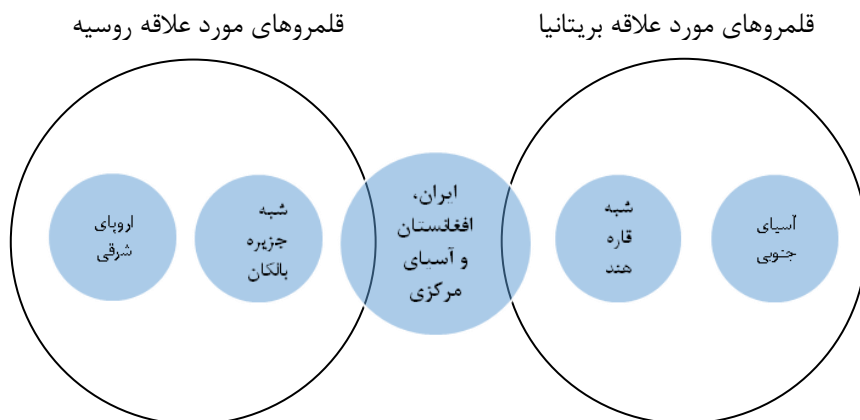 قلمروهای مورد علاقه بریتانیا
قلمروهای مورد علاقه روسیه
آسیای
جنوبی
شبه
قاره
هند
ایران،
افغانستان
و آسیای
مرکزی
شبه
جزیره
بالکان
اروپای
شرقی